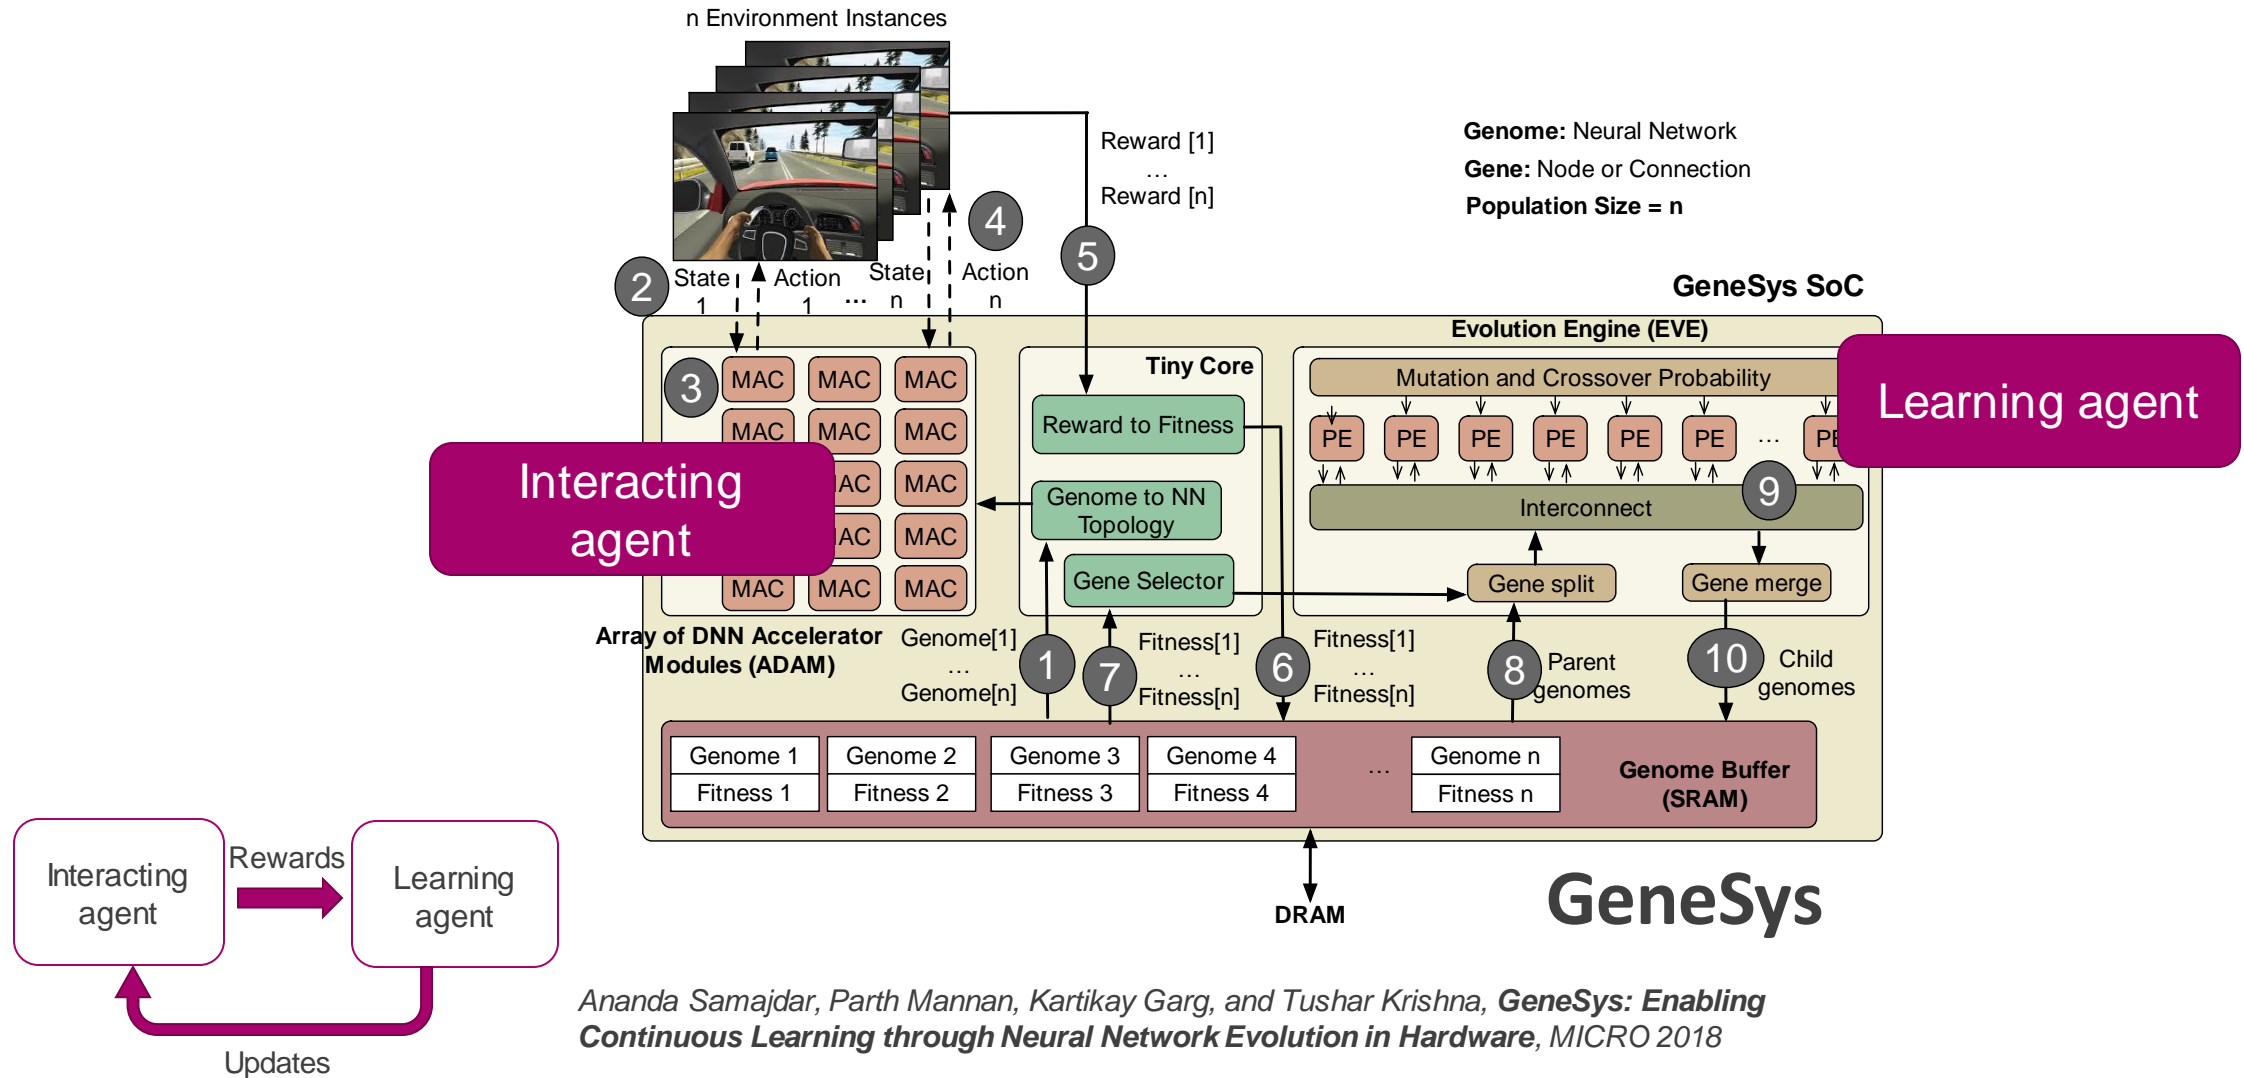 n Environment Instances
Reward [1]
…
Reward [n]
Genome: Neural Network
Gene: Node or Connection
Population Size = n
4
5
2
State
1
Action
1
...
State
n
Action
n
GeneSys SoC
Evolution Engine (EVE)
3
MAC MAC MAC
MAC MAC MAC
MAC MAC
MAC MAC
MAC MAC MAC
Interacting
agent
Tiny Core
Reward to Fitness
Genome to NN
Topology
Gene Selector
Mutation and Crossover Probability
PE PE PE PE PE PE … PE
Learning agent
9
Interconnect
Gene split
Gene merge
Array of DNN Accelerator
Modules (ADAM)
Genome[1]
…
Genome[n]
1
7
Fitness[1]
…
Fitness[n]
6
Fitness[1]
…
Fitness[n]
8
Parent
genomes
10
Child
genomes
Genome 1
Fitness 1
Genome 2
Fitness 2
Genome 3
Fitness 3
Genome 4
Fitness 4
…
Genome n
Fitness n
Genome Buffer
(SRAM)
DRAM
GeneSys
Interacting
agent
Rewards
Learning
agent
Updates
Ananda Samajdar, Parth Mannan, Kartikay Garg, and Tushar Krishna, GeneSys: Enabling
Continuous Learning through Neural Network Evolution in Hardware, MICRO 2018